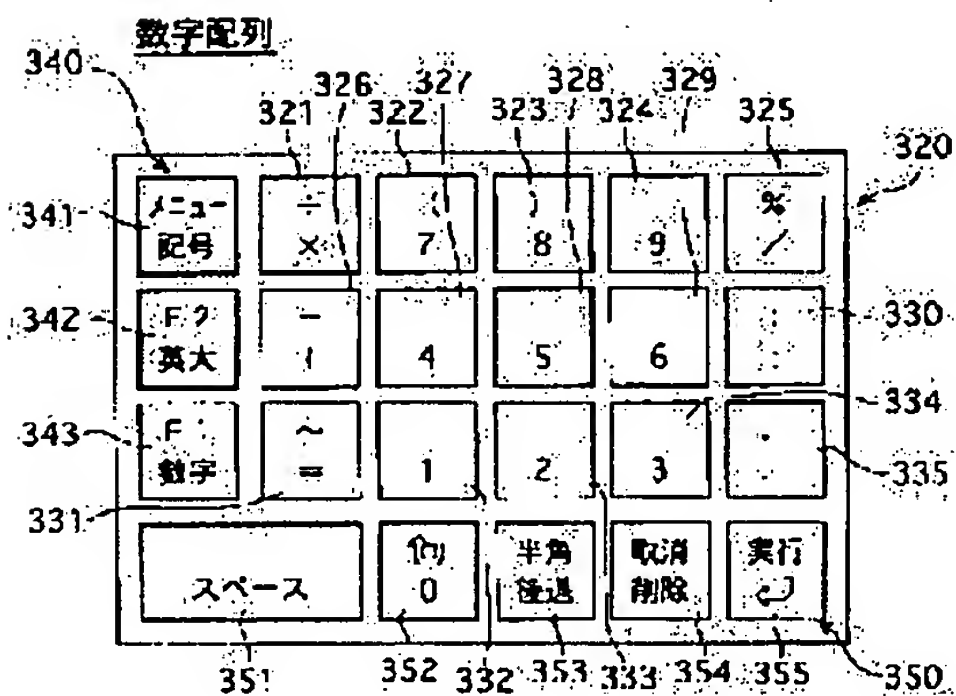 数字配列
340 326 327 328 329
321 322 323 324 325
320
341 メニュー ÷ ( ) %
記号 × 7 8 9 /
342 F2 − 330
英大 4 5 6 :
334
343 F ~
数字 = 1 2 3 335
331
スペース 0 半角 取消 実行
後退 削除
351 352 332 353 333 354 355 350